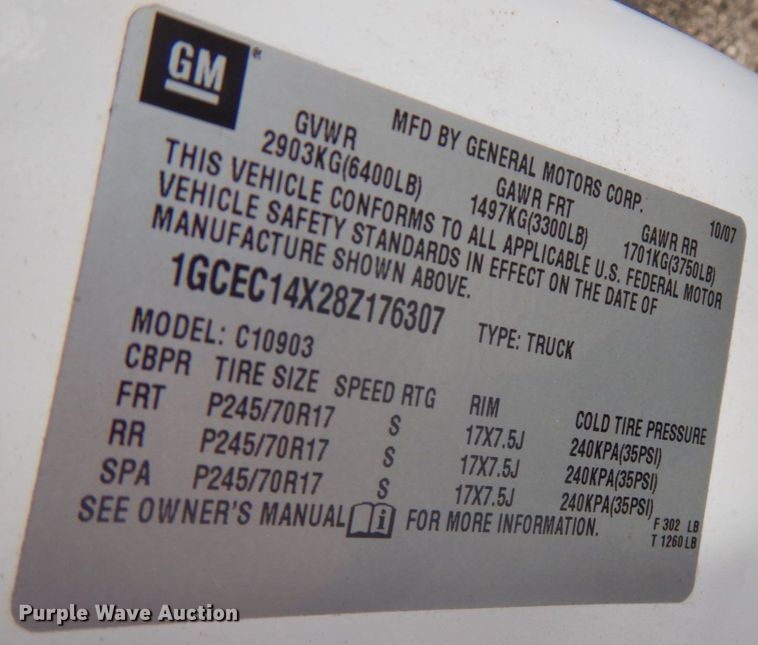 GM
MFD BY GENERAL MOTORS CORP. 10/07
GVWR GAWR FRT GAWR RR
2903KG(6400LB) 1497KG(3300LB) 1701KG(3750LB)
THIS VEHICLE CONFORMS TO ALL APPLICABLE U.S. FEDERAL MOTOR
VEHICLE SAFETY STANDARDS IN EFFECT ON THE DATE OF
MANUFACTURE SHOWN ABOVE.
1GCEC14X28Z176307 TYPE: TRUCK
MODEL: C10903
CBPR TIRE SIZE SPEED RTG RIM COLD TIRE PRESSURE
FRT P245/70R17 S 17X7.5J 240KPA(35PSI)
RR P245/70R17 S 17X7.5J 240KPA(35PSI)
SPA P245/70R17 S 17X7.5J 240KPA(35PSI)
SEE OWNER'S MANUAL i FOR MORE INFORMATION. F 302 LB
T 1260 LB
Purple Wave Auction